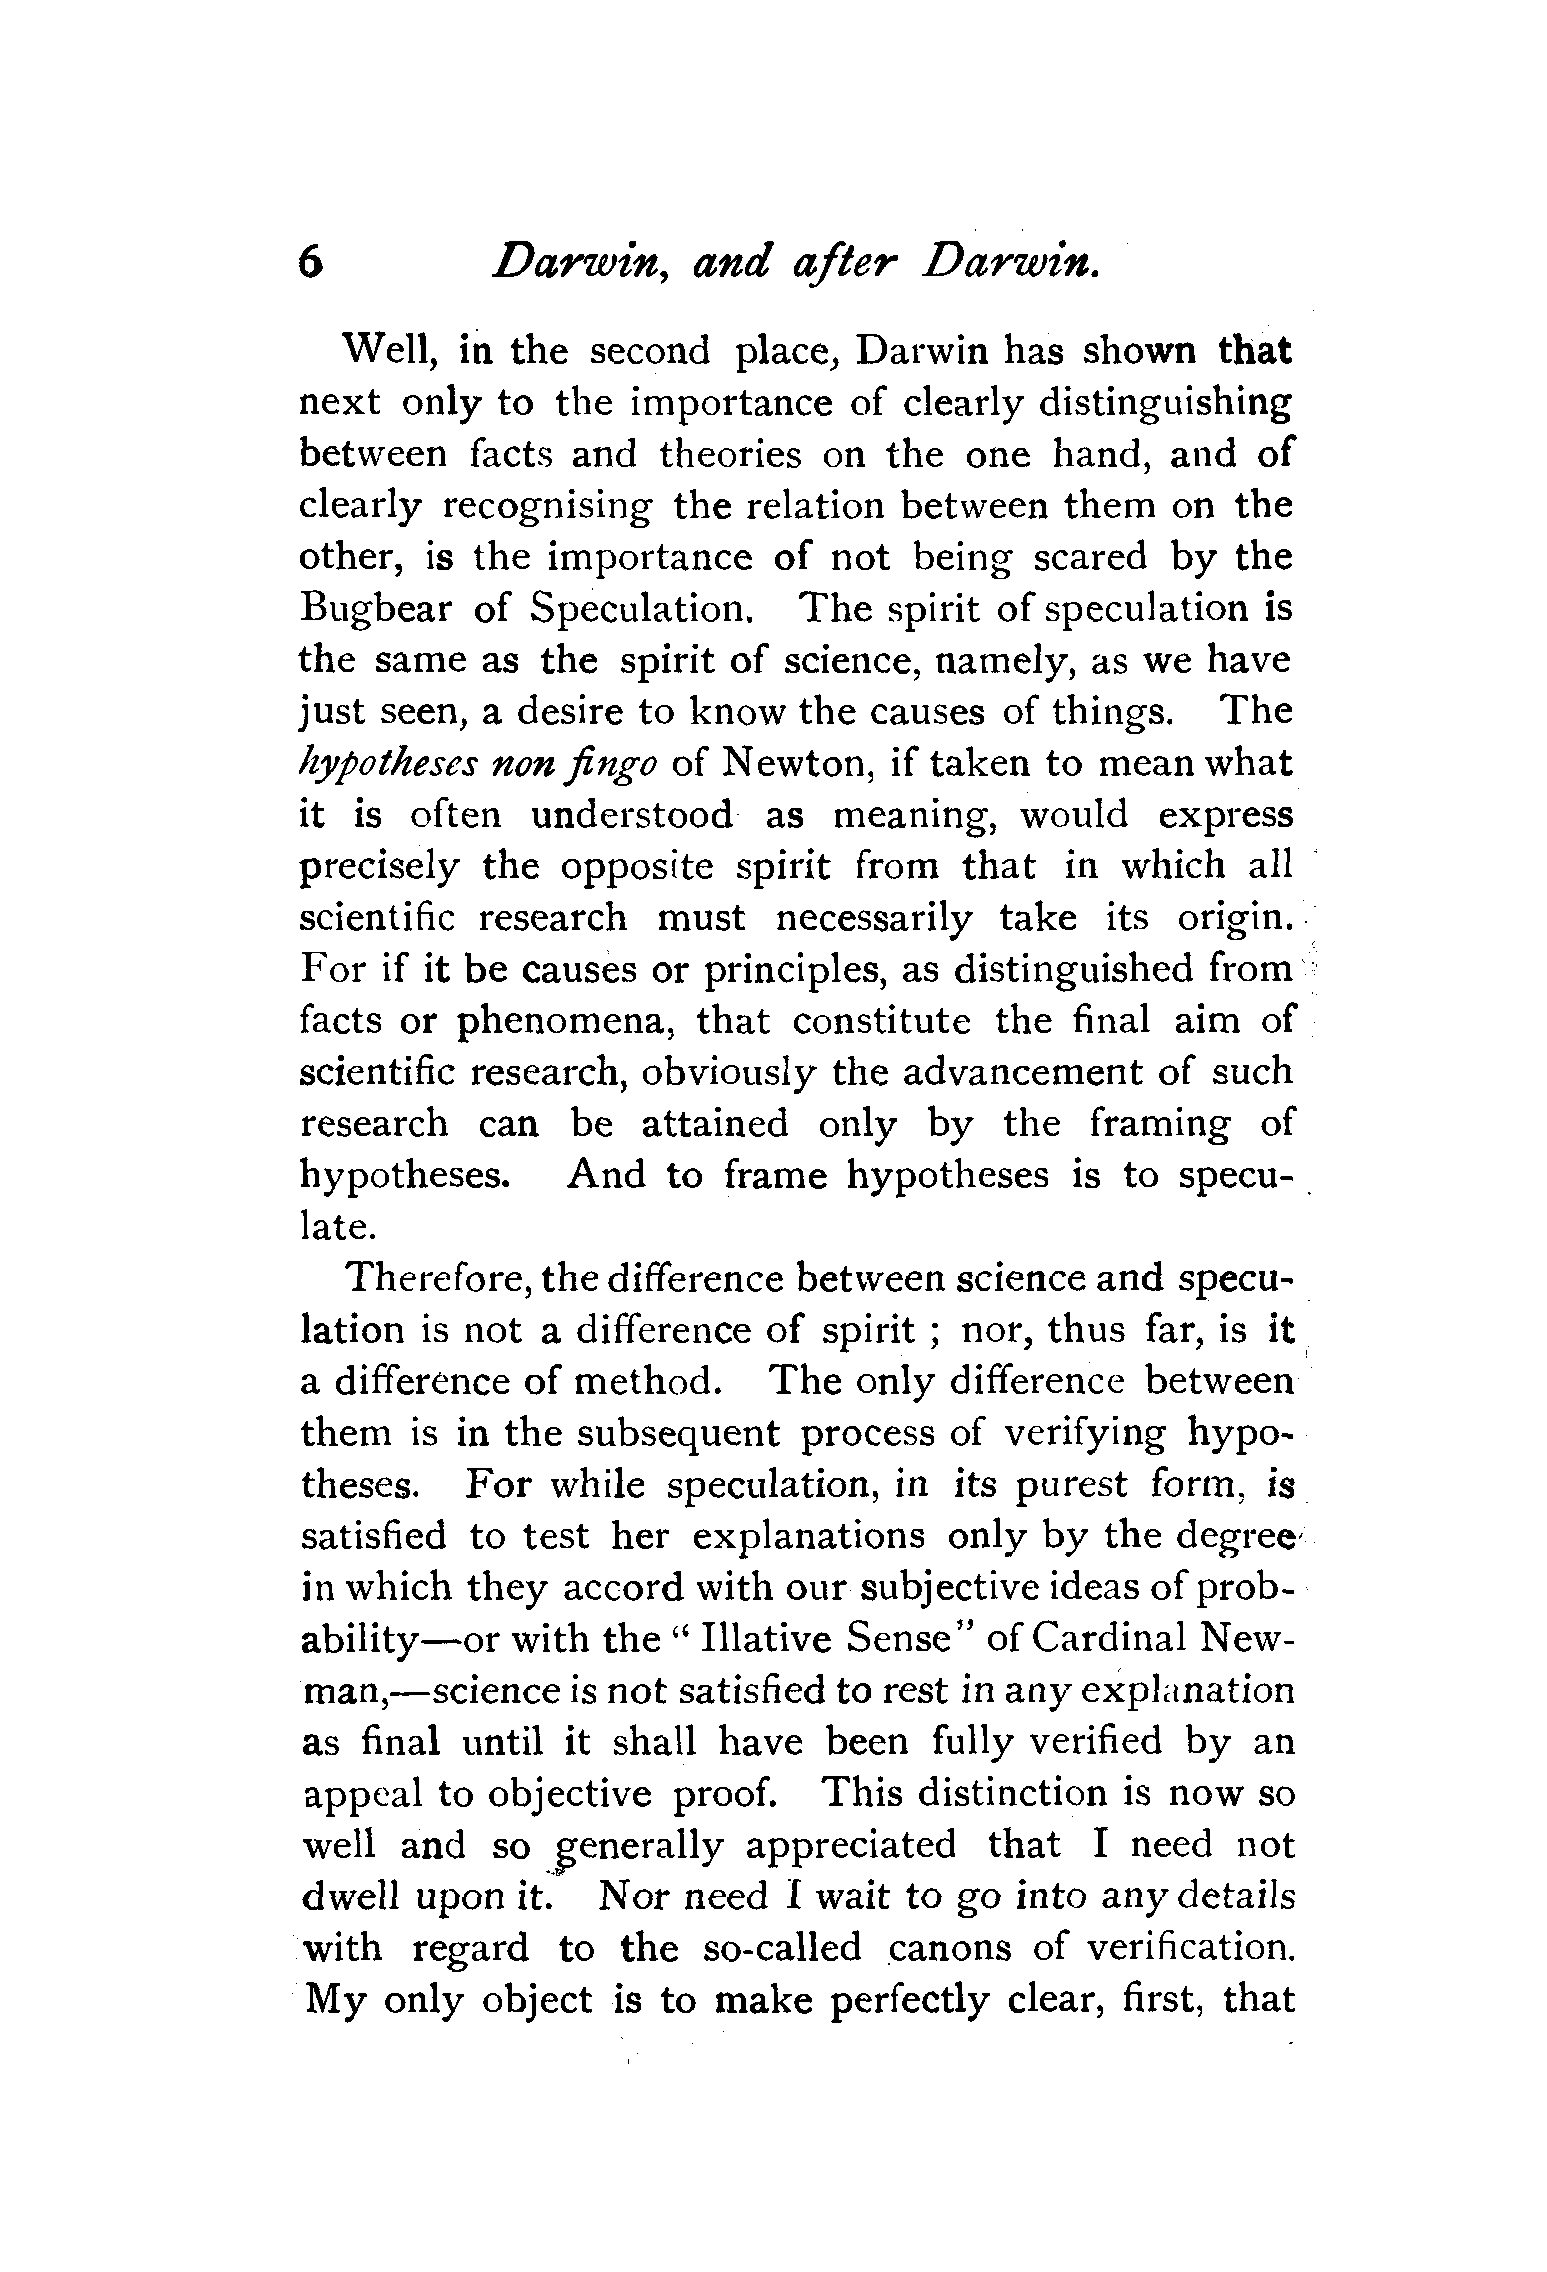 6 Darwin, and after Darwin.
Well, in the second place, Darwin has shown that
next only to the importance of clearly distinguishing
between facts and theories on the one hand, and of
clearly recognising the relation between them on the
other, is the importance of not being scared by the
Bugbear of Speculation. The spirit of speculation is
the same as the spirit of science, namely, as we have
just seen, a desire to know the causes of things. The
hypotheses non fingo of Newton, if taken to mean what
it is often understood as meaning, would express
precisely the opposite spirit from that in which all
scientific research must necessarily take its origin.
For if it be causes or principles, as distinguished from
facts or phenomena, that constitute the final aim of
scientific research, obviously the advancement of such
research can be attained only by the framing of
hypotheses. And to frame hypotheses is to specu-
late.
Therefore, the difference between science and specu-
lation is not a difference of spirit ; nor, thus far, is it
a difference of method. The only difference between
them is in the subsequent process of verifying hypo-
theses. For while speculation, in its purest form, is
satisfied to test her explanations only by the degree
in which they accord with our subjective ideas of prob-
ability—or with the “ Illative Sense” of Cardinal New-
man,—science is not satisfied to rest in any explanation
as final until it shall have been fully verified by an
appeal to objective proof. This distinction is now so
well and so generally appreciated that I need not
dwell upon it. Nor need I wait to go into any details
with regard to the so-called canons of verification.
My only object is to make perfectly clear, first, that